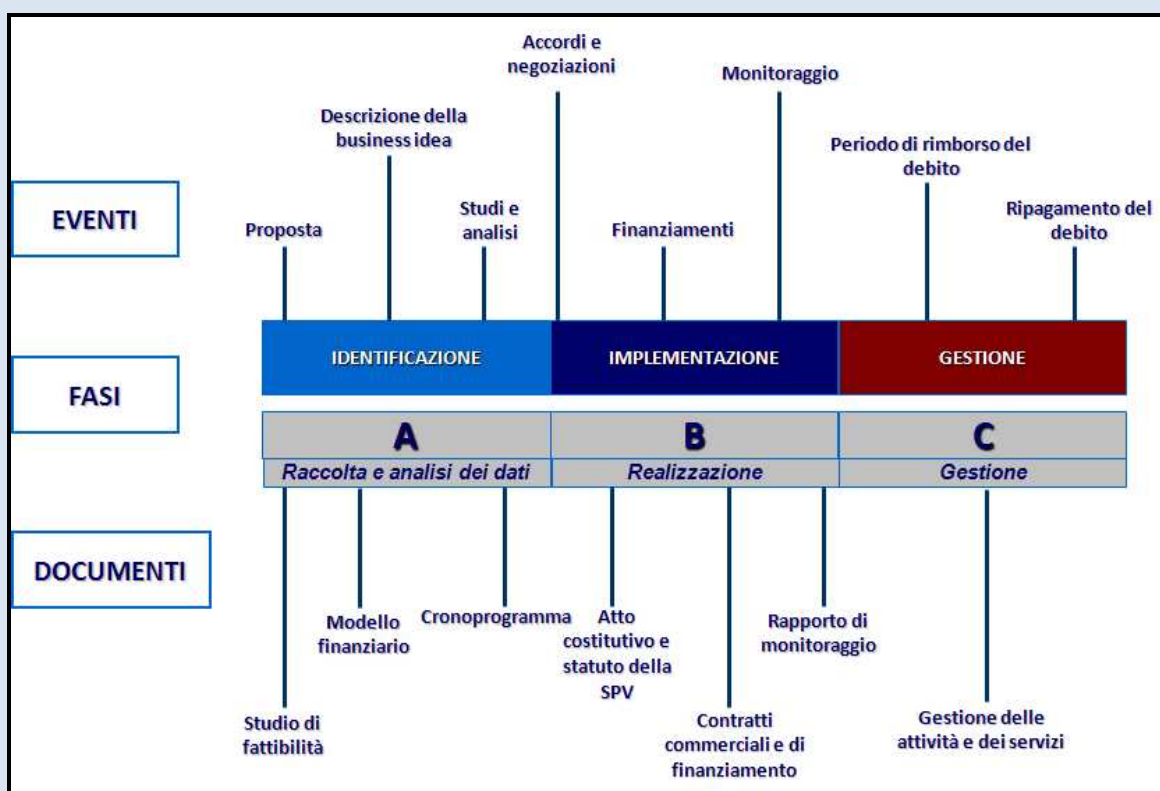 Accordi e
negoziazioni
Monitoraggio
Descrizione della
business idea
Periodo di rimborso del
debito
EVENTI
Proposta
Studi e
analisi
Finanziamenti
Ripagamento del
debito
FASI
IDENTIFICAZIONE
IMPLEMENTAZIONE
GESTIONE
A
B
C
Raccolta e analisi dei dati
Realizzazione
Gestione
DOCUMENTI
Modello
finanziario
Cronoprogramma
Atto
costitutivo e
statuto della
SPV
Rapporto di
monitoraggio
Studio di
fattibilità
Contratti
commerciali e di
finanziamento
Gestione delle
attività e dei servizi